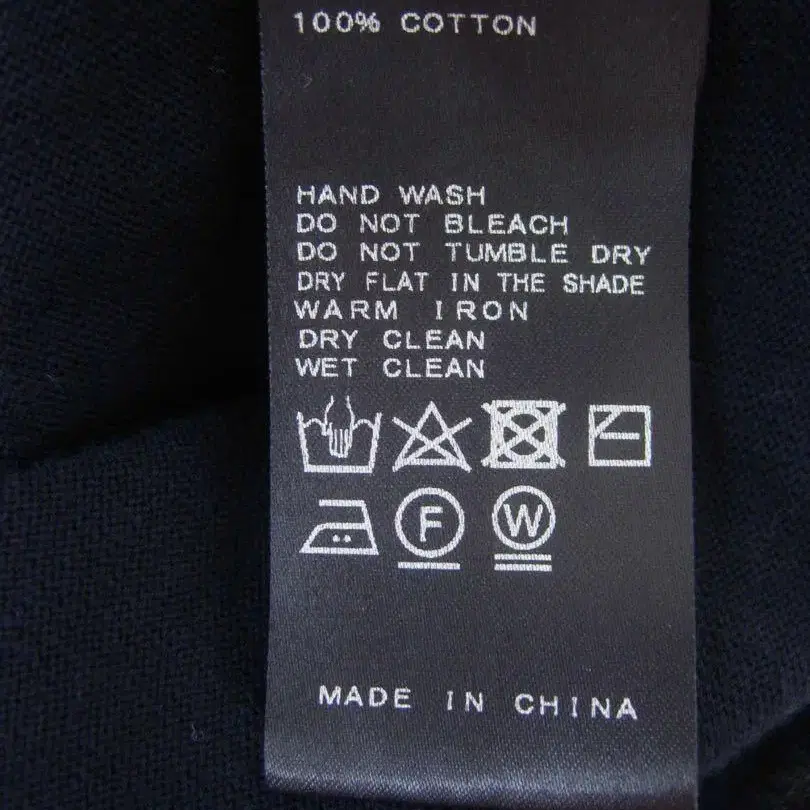 100% COTTON
HAND WASH
DO NOT BLEACH
DO NOT TUMBLE DRY
DRY FLAT IN THE SHADE
WARM IRON
DRY CLEAN
WET CLEAN
F W
MADE IN CHINA